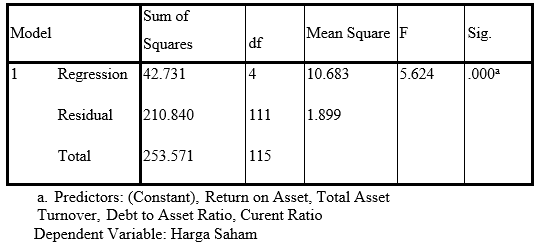 Model Sum of Squares df Mean Square F Sig.
1 Regression 42.731 4 10.683 5.624 .000ᵃ
Residual 210.840 111 1.899
Total 253.571 115
a. Predictors: (Constant), Return on Asset, Total Asset
Turnover, Debt to Asset Ratio, Curent Ratio
Dependent Variable: Harga Saham